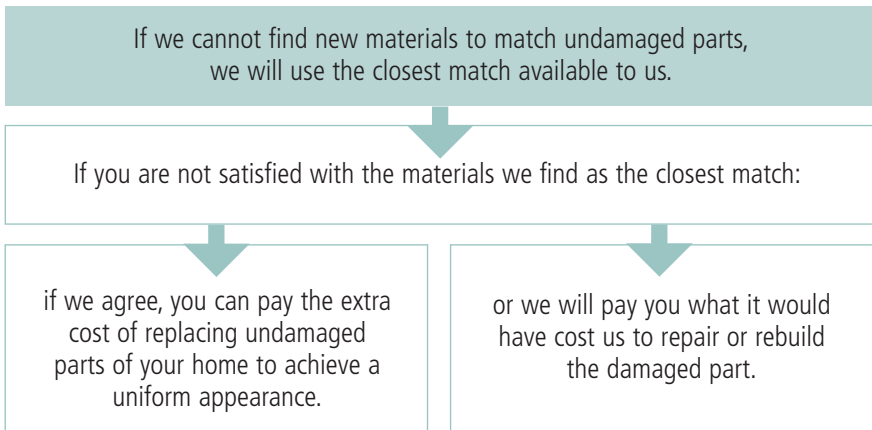 If we cannot find new materials to match undamaged parts,
we will use the closest match available to us.
If you are not satisfied with the materials we find as the closest match:
if we agree, you can pay the extra
cost of replacing undamaged
parts of your home to achieve a
uniform appearance.
or we will pay you what it would
have cost us to repair or rebuild
the damaged part.